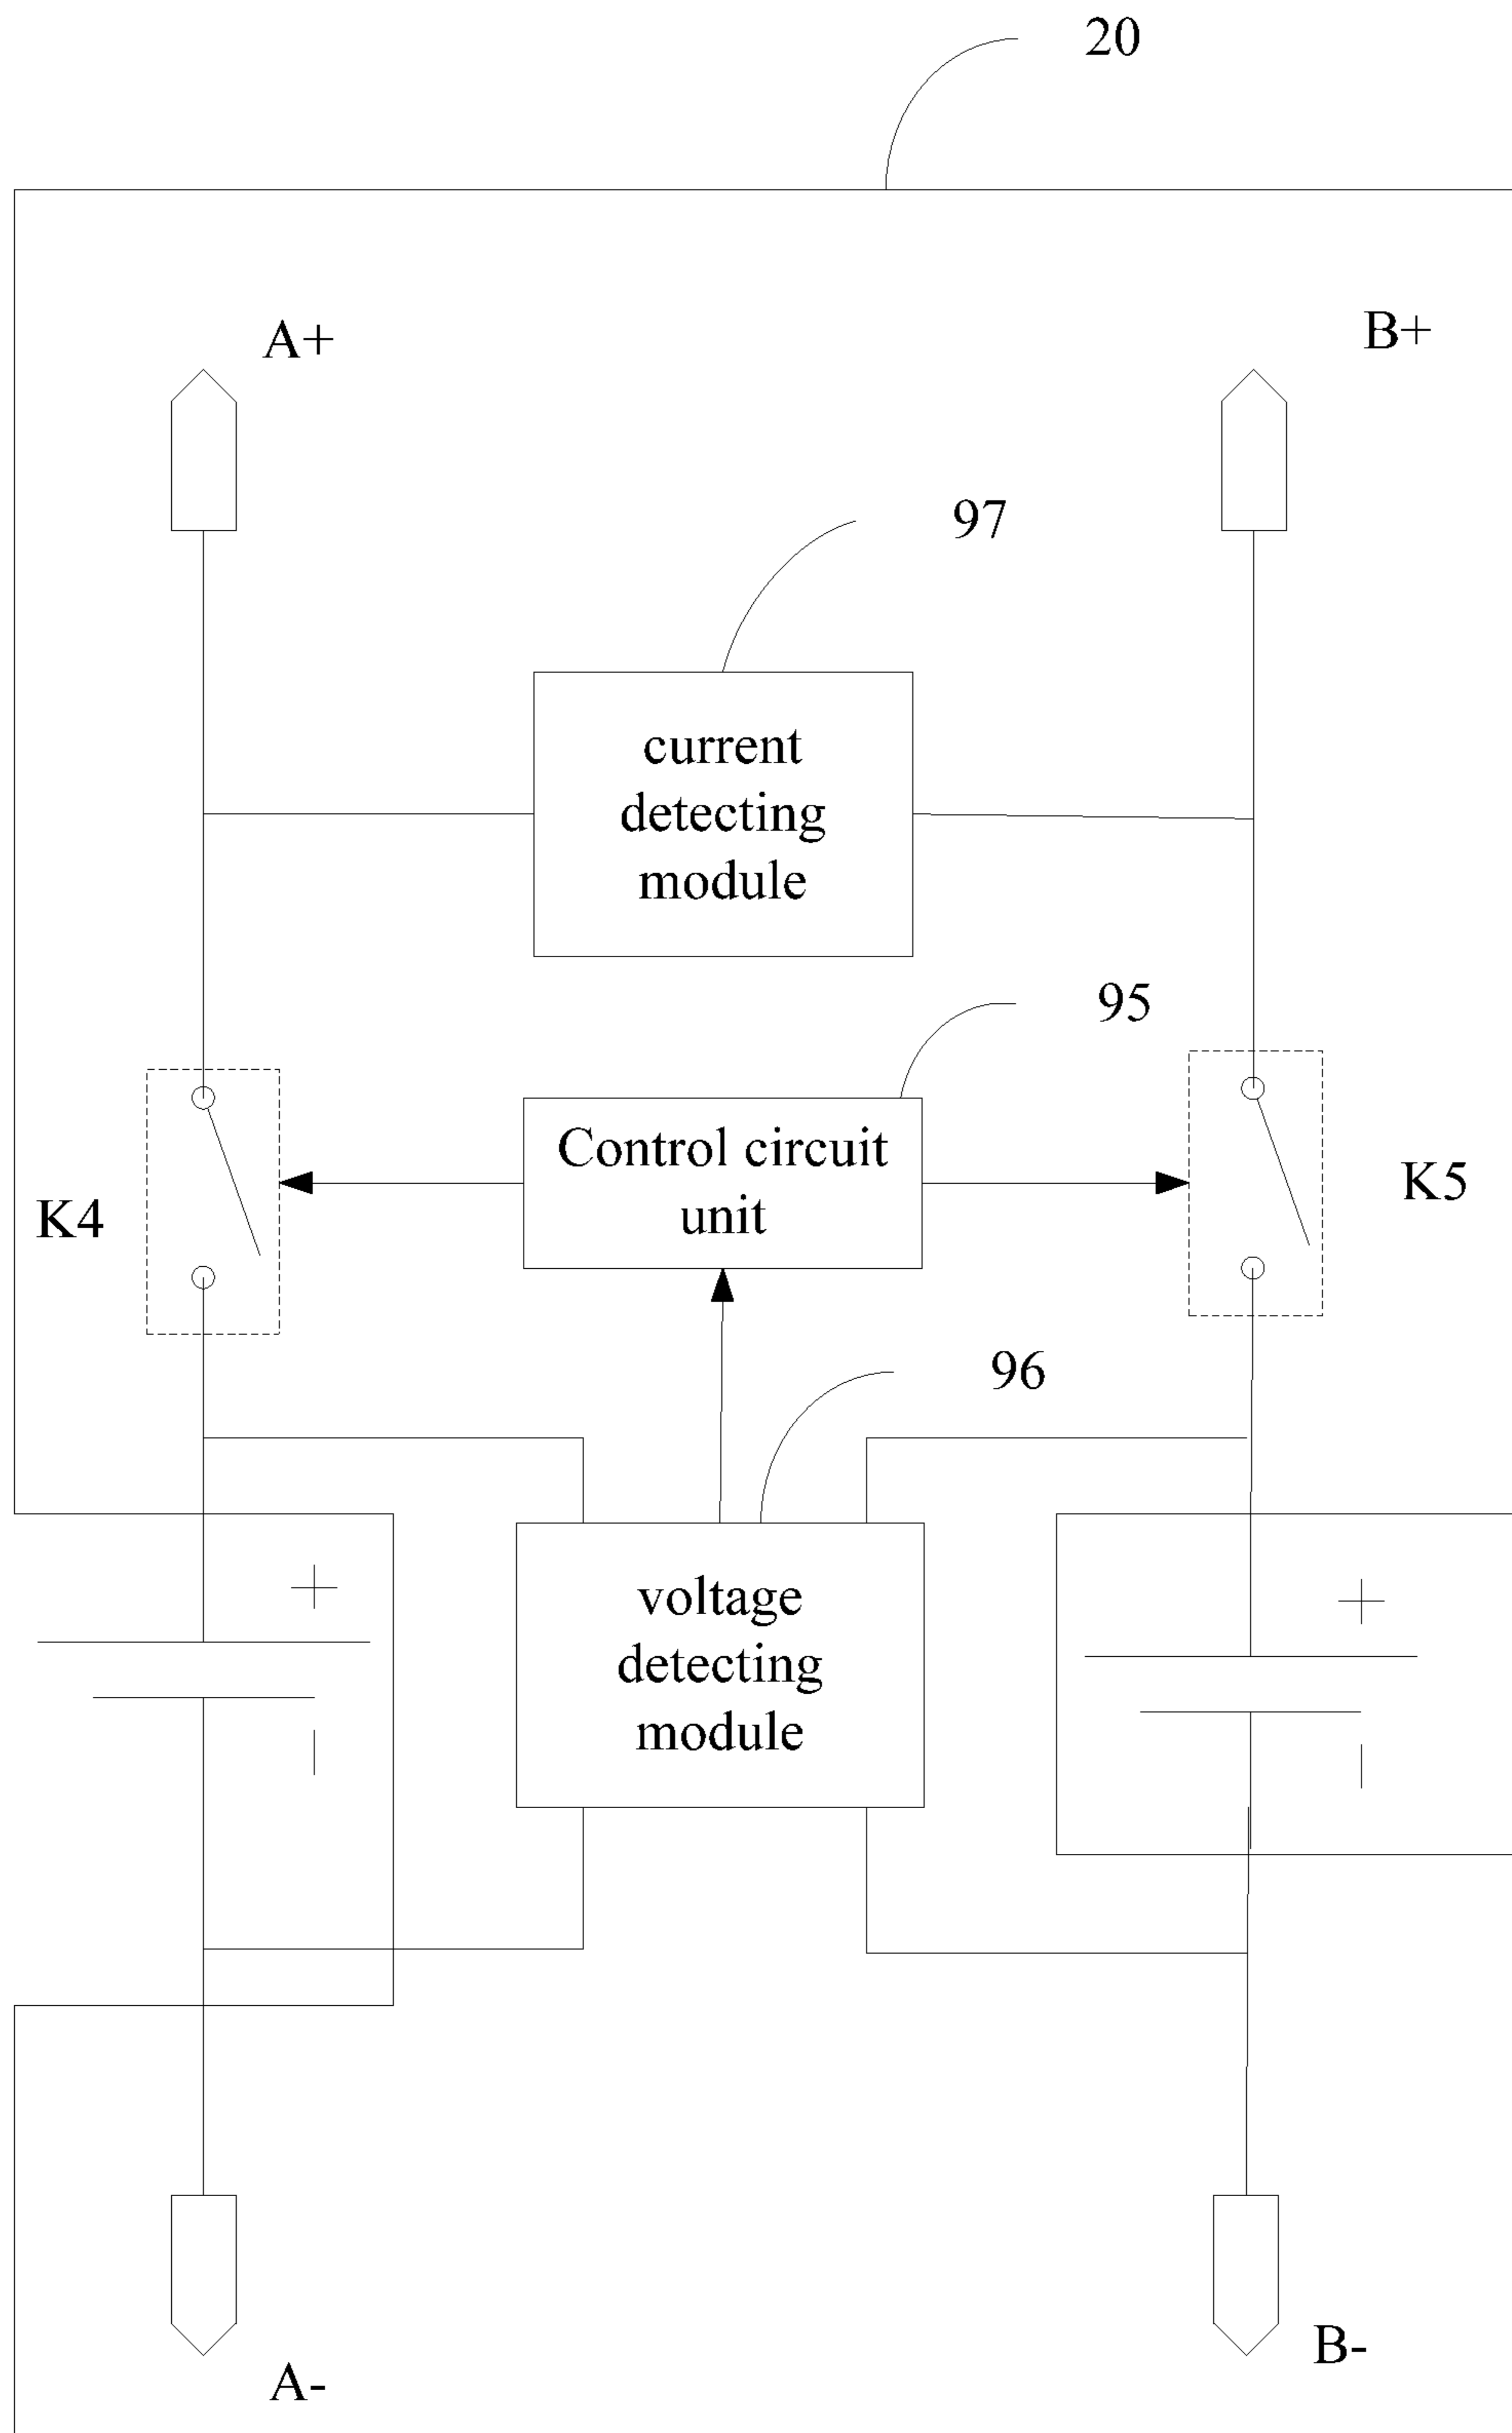 20
A+
B+
97
current
detecting
module
95
Control circuit
unit
K4
K5
96
voltage
detecting
module
A-
B-